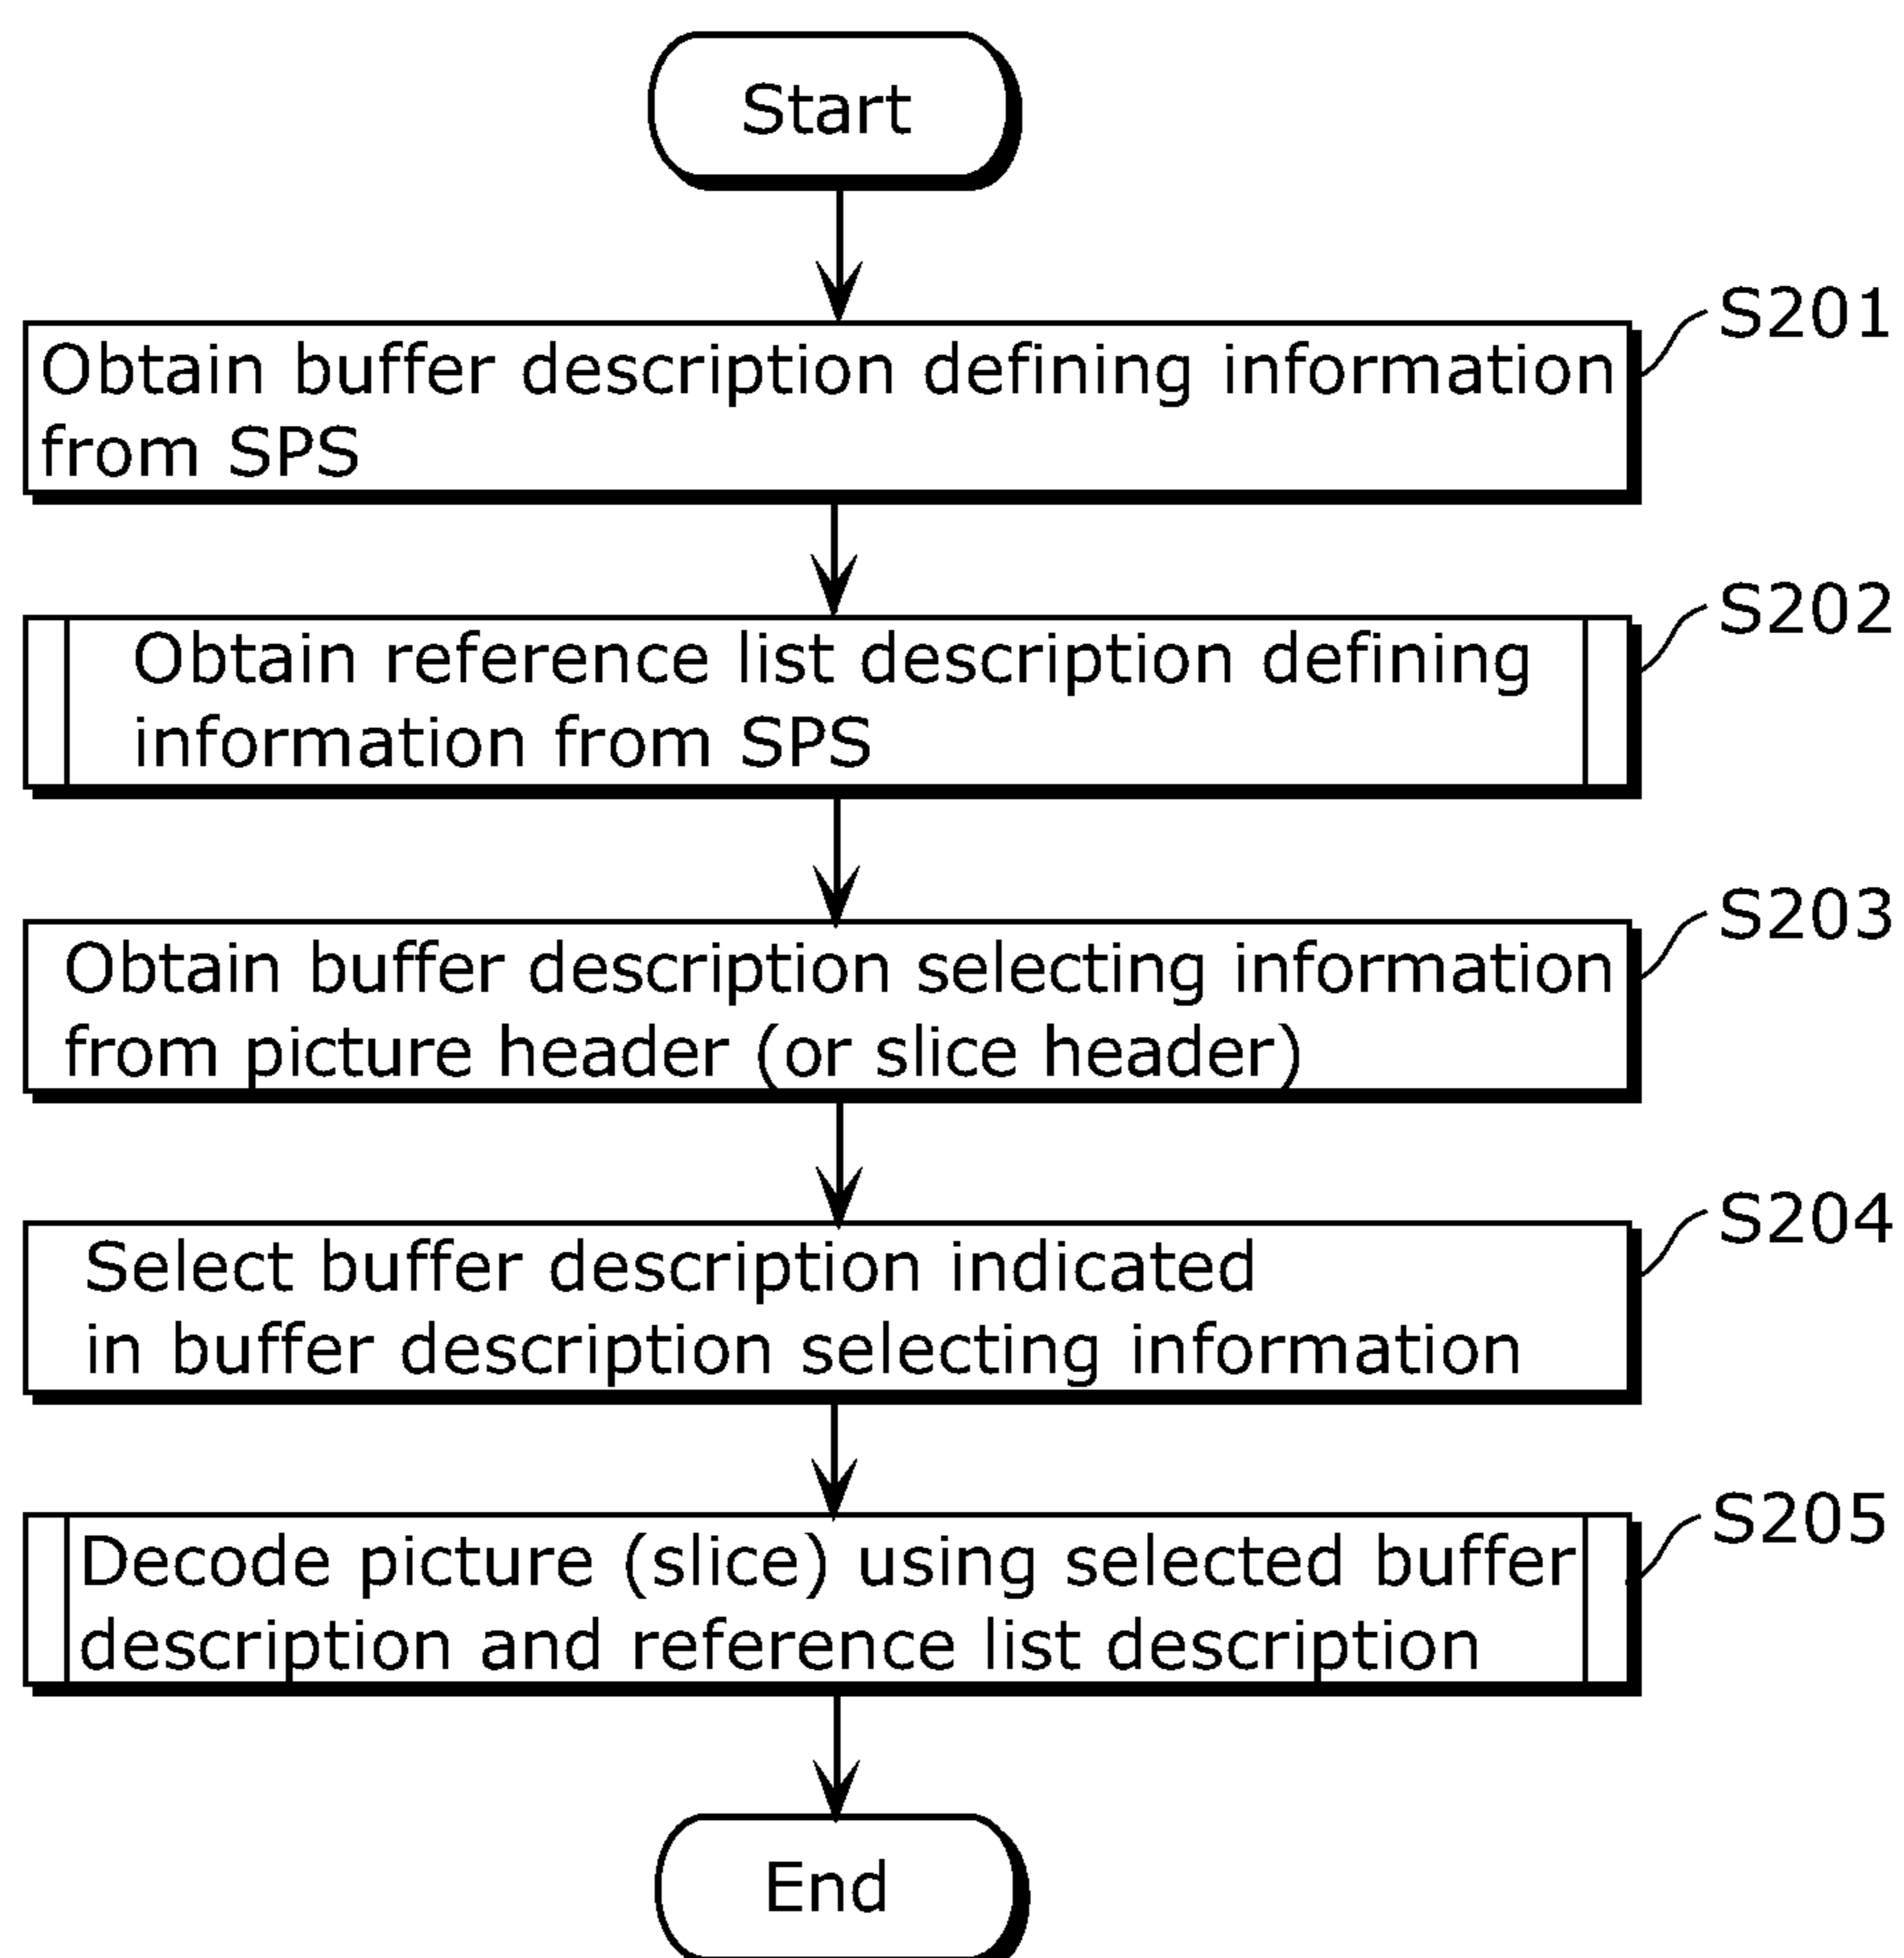 Start
S201
Obtain buffer description defining information
from SPS
S202
Obtain reference list description defining
information from SPS
S203
Obtain buffer description selecting information
from picture header (or slice header)
S204
Select buffer description indicated
in buffer description selecting information
S205
Decode picture (slice) using selected buffer
description and reference list description
End